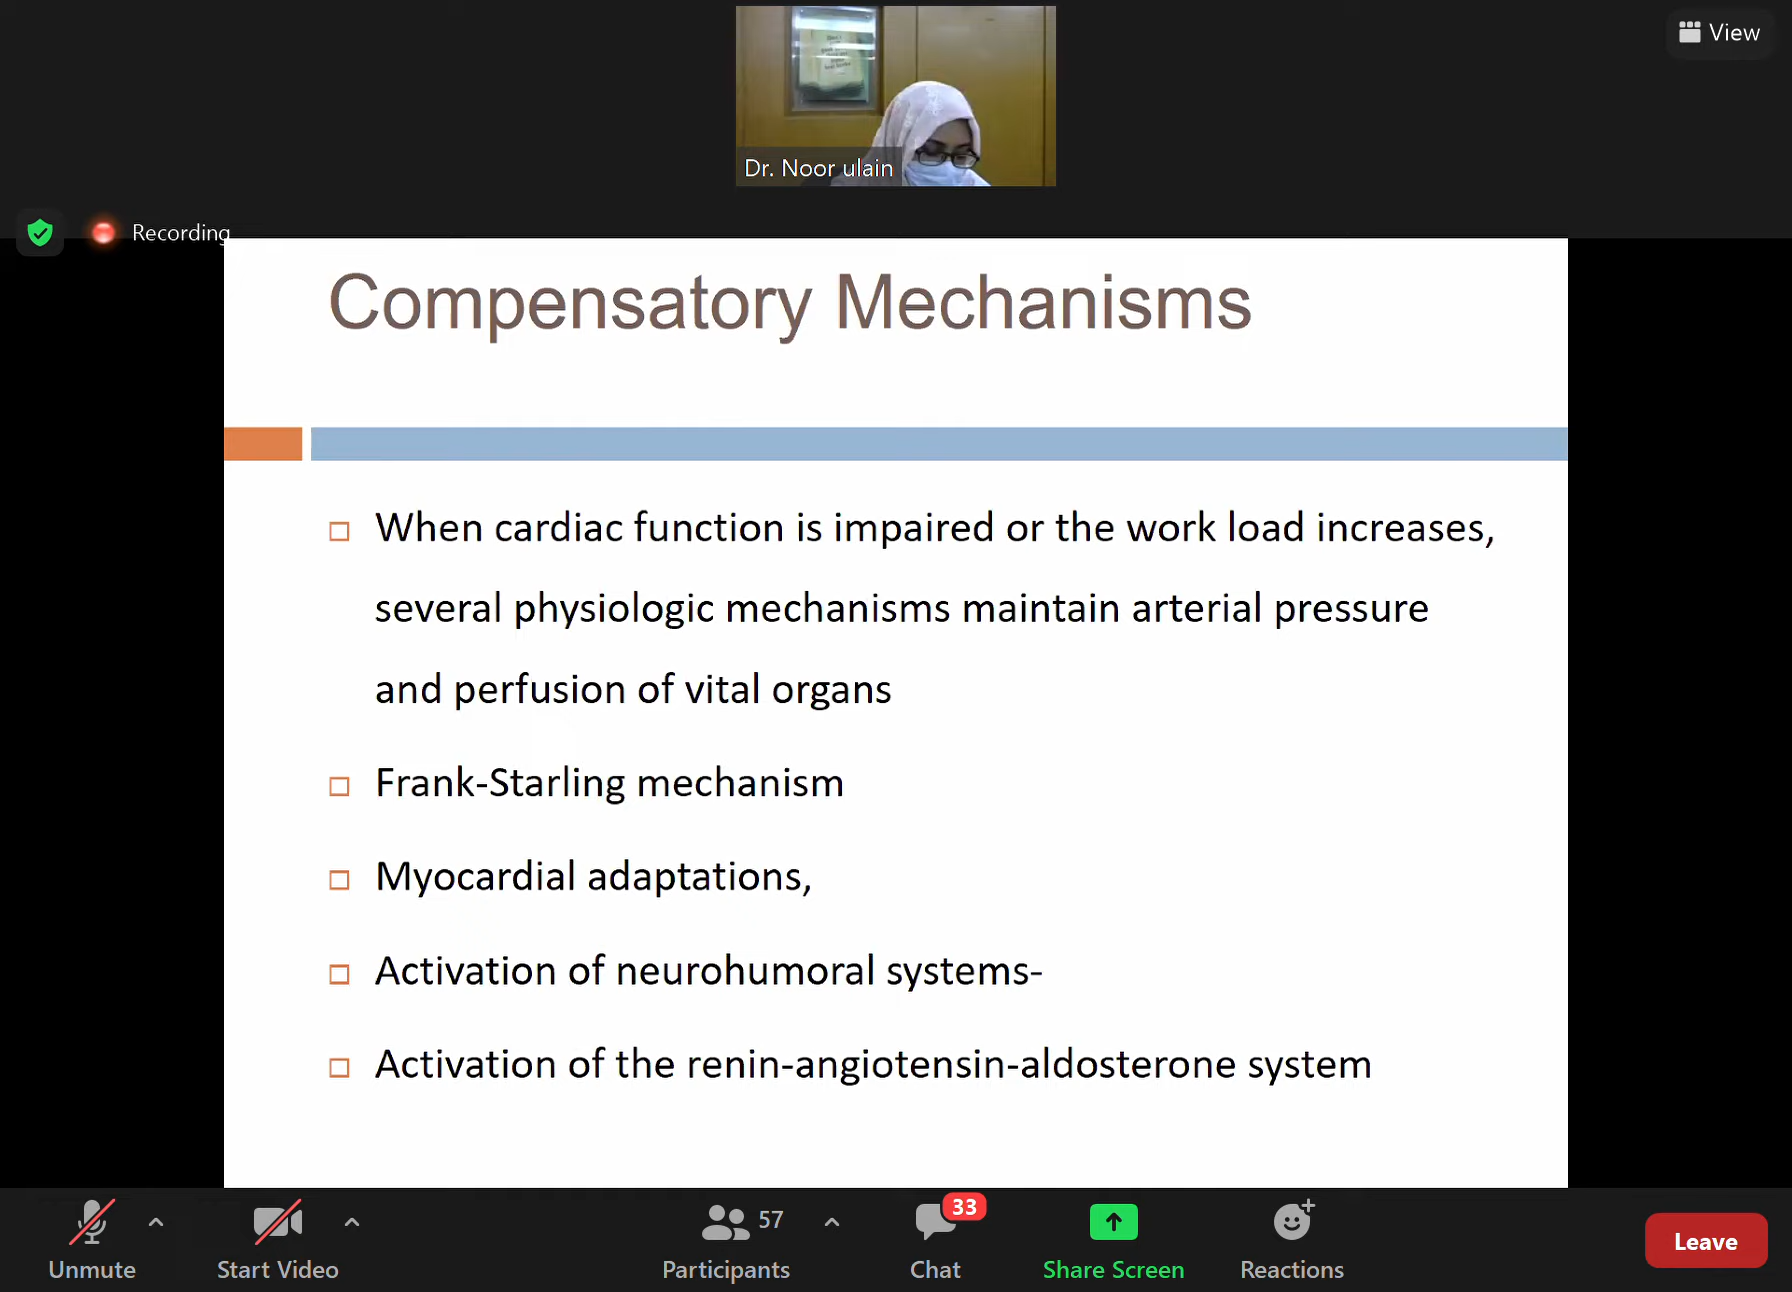 View
Dr. Noor ulain
Recording
Compensatory Mechanisms
When cardiac function is impaired or the work load increases,
several physiologic mechanisms maintain arterial pressure
and perfusion of vital organs
Frank-Starling mechanism
Myocardial adaptations,
Activation of neurohumoral systems-
Activation of the renin-angiotensin-aldosterone system
Unmute
Start Video
57
Participants
33
Chat
Share Screen
Reactions
Leave